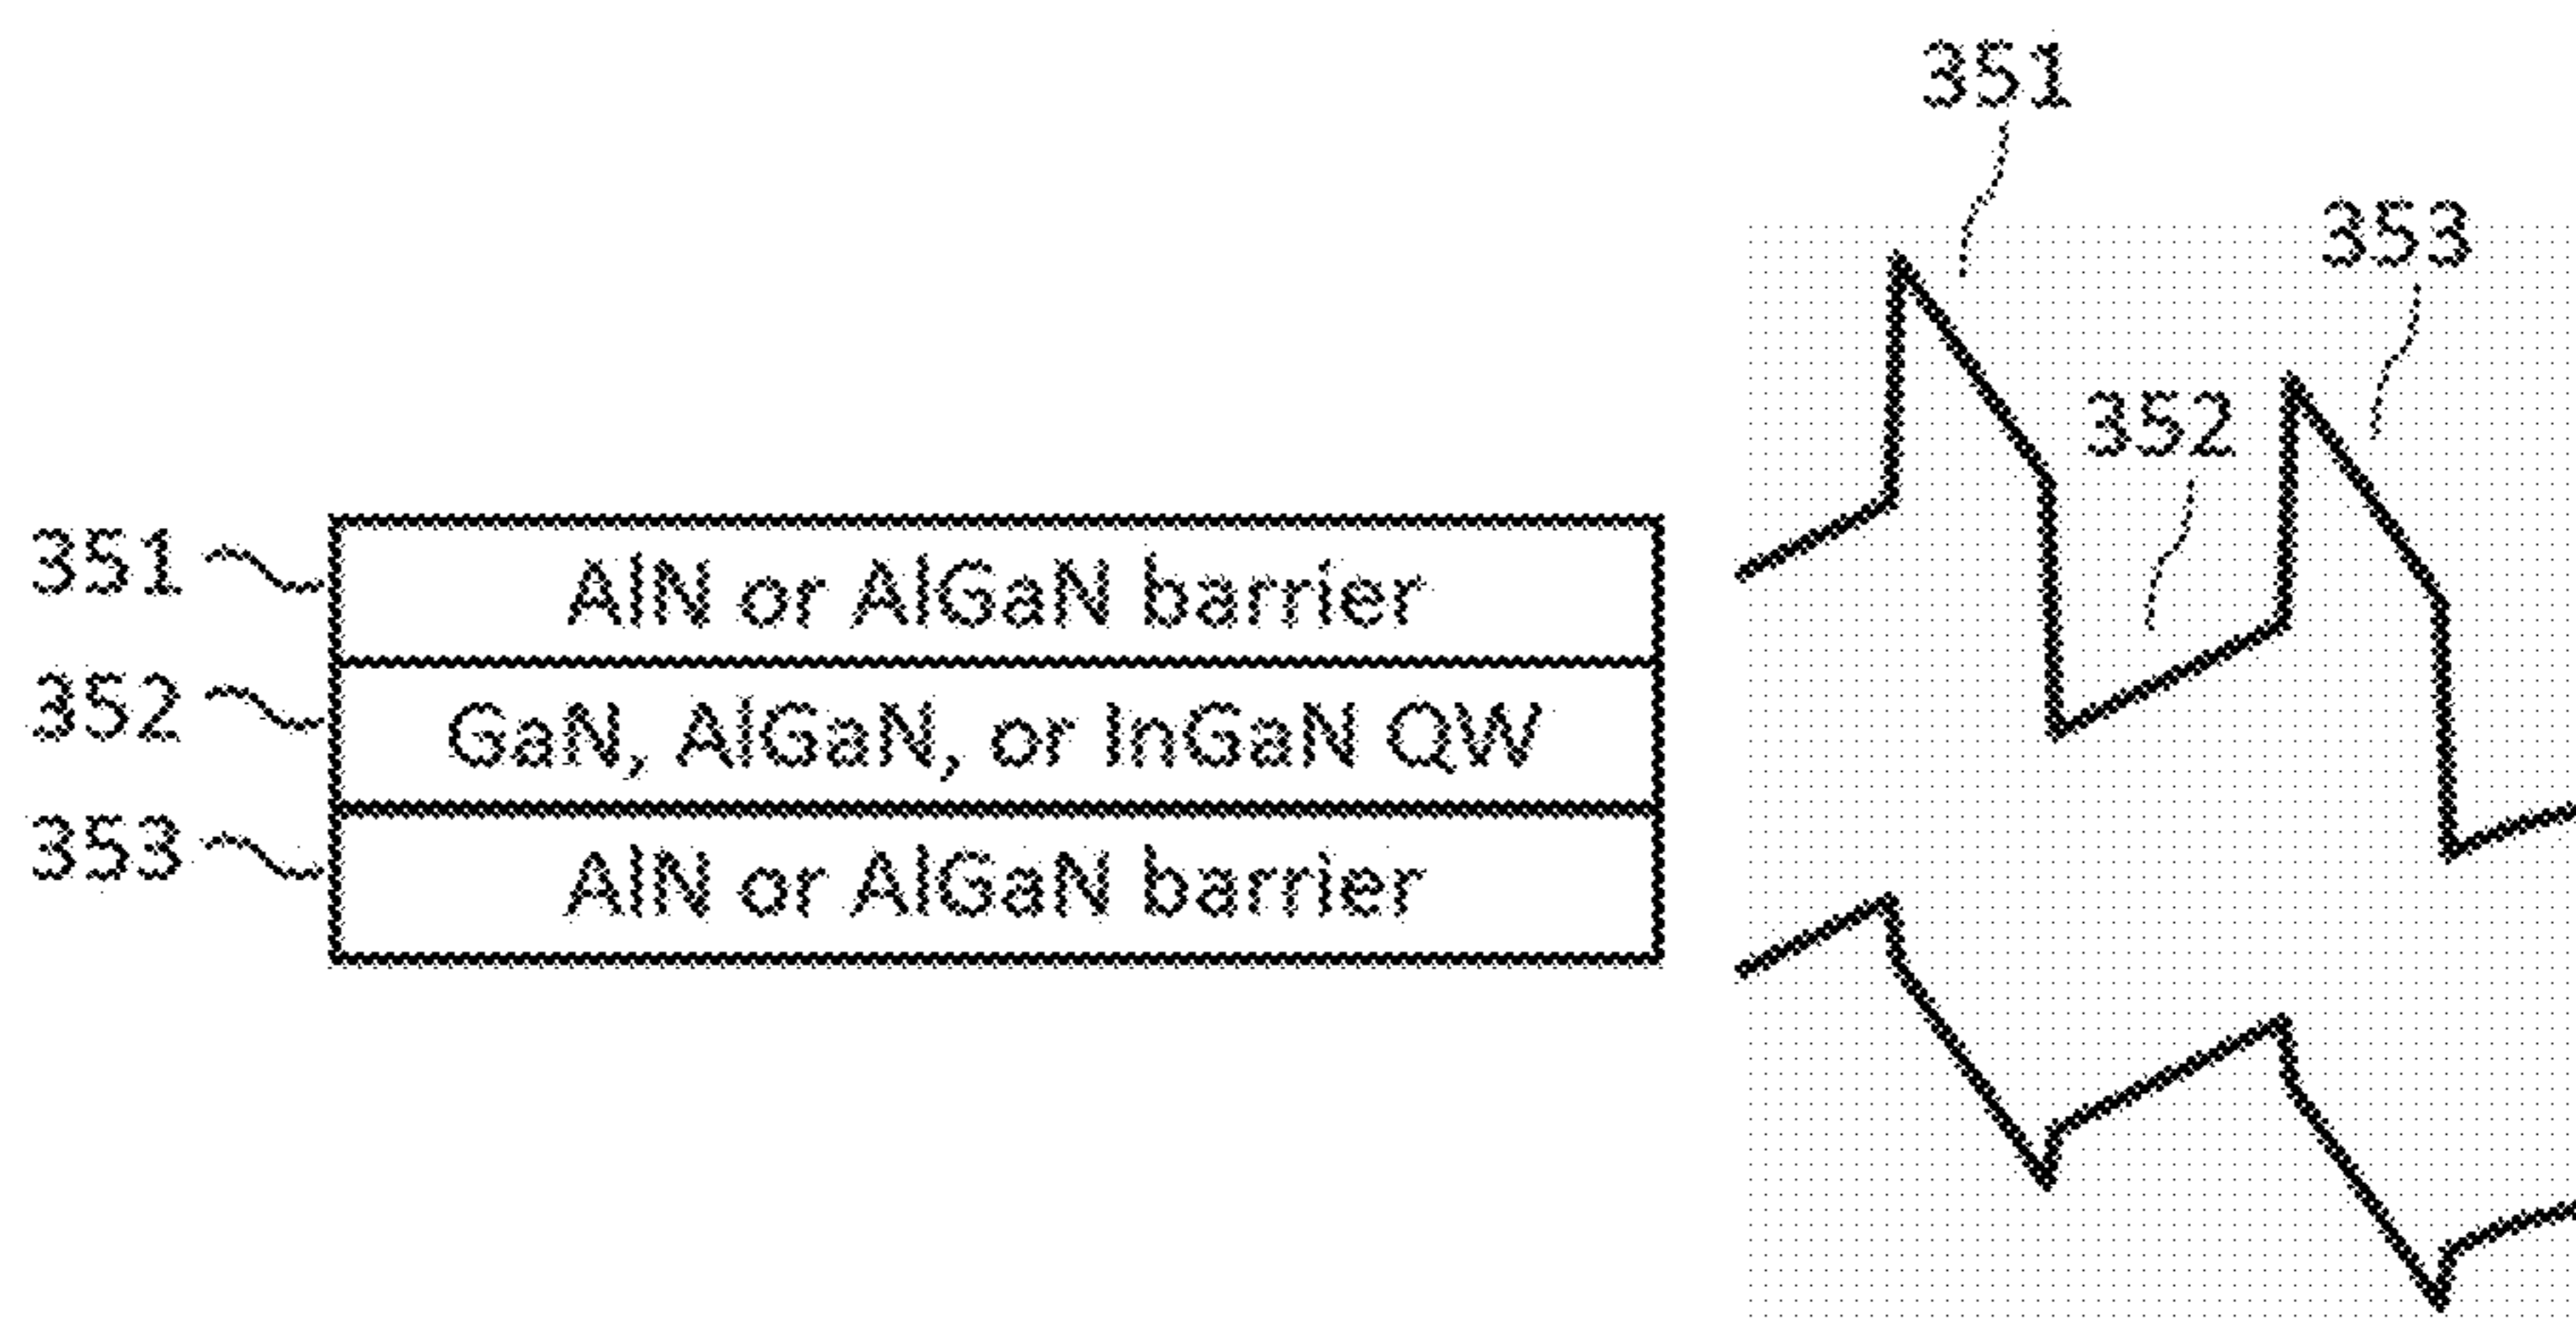 351
353
352
351 AlN or AlGaN barrier
352 GaN, AlGaN, or InGaN QW
353 AlN or AlGaN barrier